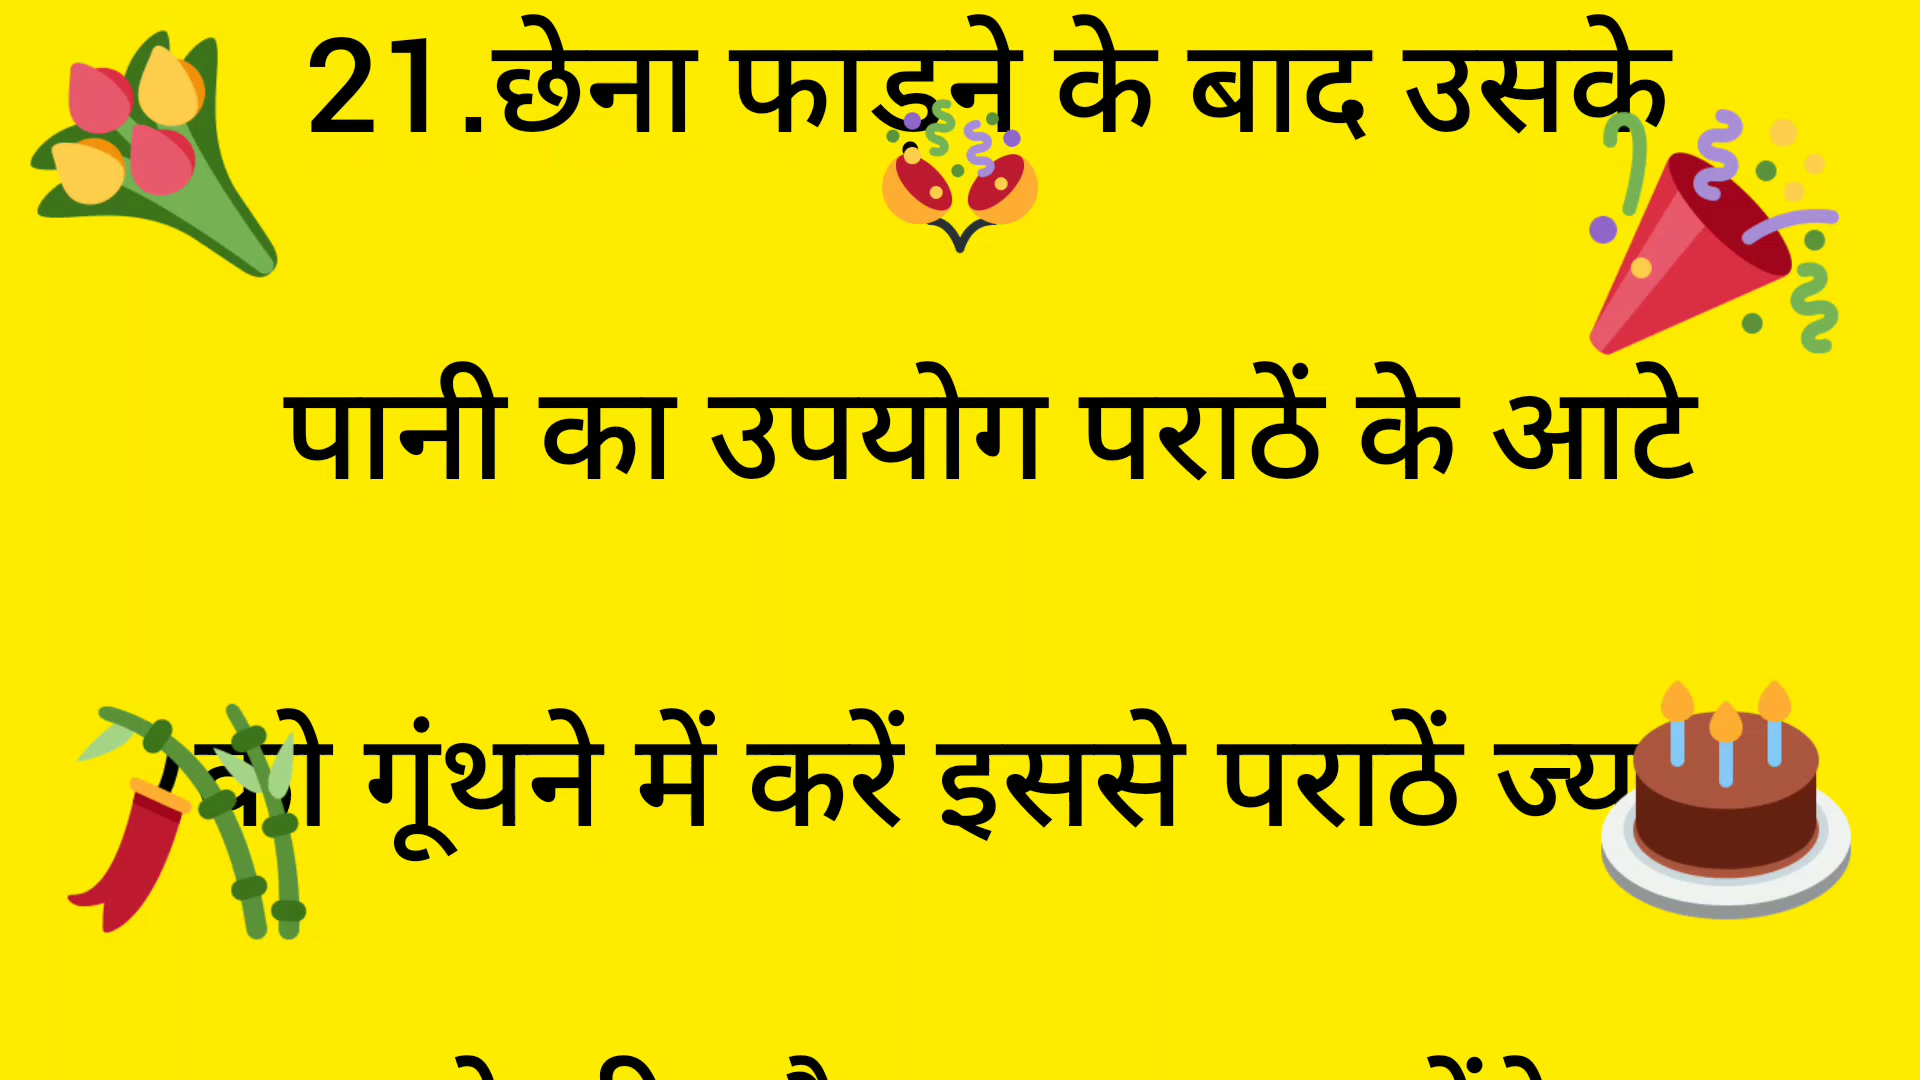 21.छेना फाड़ने के बाद उसके
पानी का उपयोग पराठें के आटे
को गूंथने में करें इससे पराठें